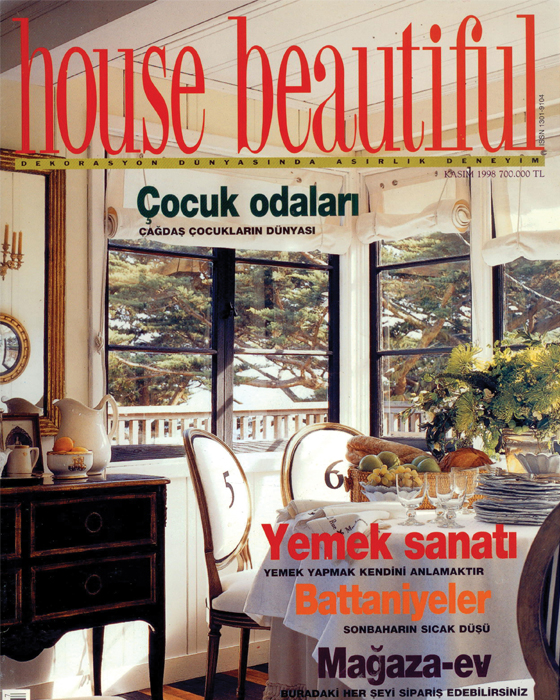 house beautiful
DEKORASYON DÜNYASINDA ASIRLIK DENEYİM
ISSN 1301-9104
KASIM 1998 700.000 TL
Çocuk odaları
ÇAĞDAŞ ÇOCUKLARIN DÜNYASI
5
6
Yemek sanatı
YEMEK YAPMAK KENDİNİ ANLAMAKTIR
Battaniyeler
SONBAHARIN SICAK DÜŞÜ
Mağaza-ev
BURADAKİ HER ŞEYİ SİPARİŞ EDEBİLİRSİNİZ